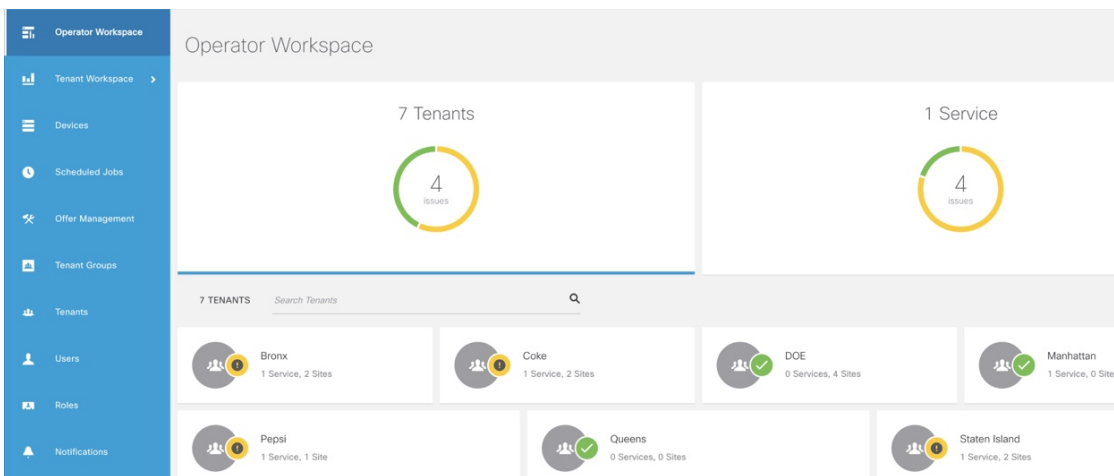 Operator Workspace
Tenant Workspace
Devices
Scheduled Jobs
Offer Management
Tenant Groups
Tenants
Users
Roles
Notifications
Operator Workspace
7 Tenants
4
issues
1 Service
4
issues
7 TENANTS Search Tenants
Bronx
1 Service, 2 Sites
Coke
1 Service, 2 Sites
DOE
0 Services, 4 Sites
Manhattan
1 Service, 0 Site
Pepsi
1 Service, 1 Site
Queens
0 Services, 0 Sites
Staten Island
1 Service, 2 Sites